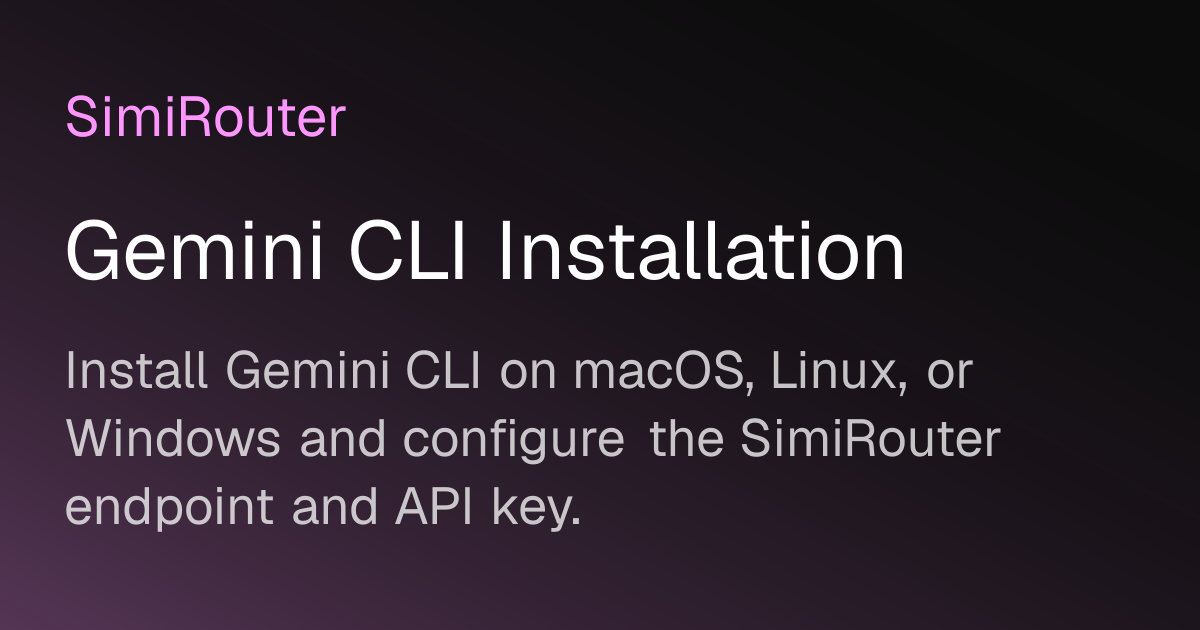 SimiRouter
Gemini CLI Installation
Install Gemini CLI on macOS, Linux, or
Windows and configure the SimiRouter
endpoint and API key.